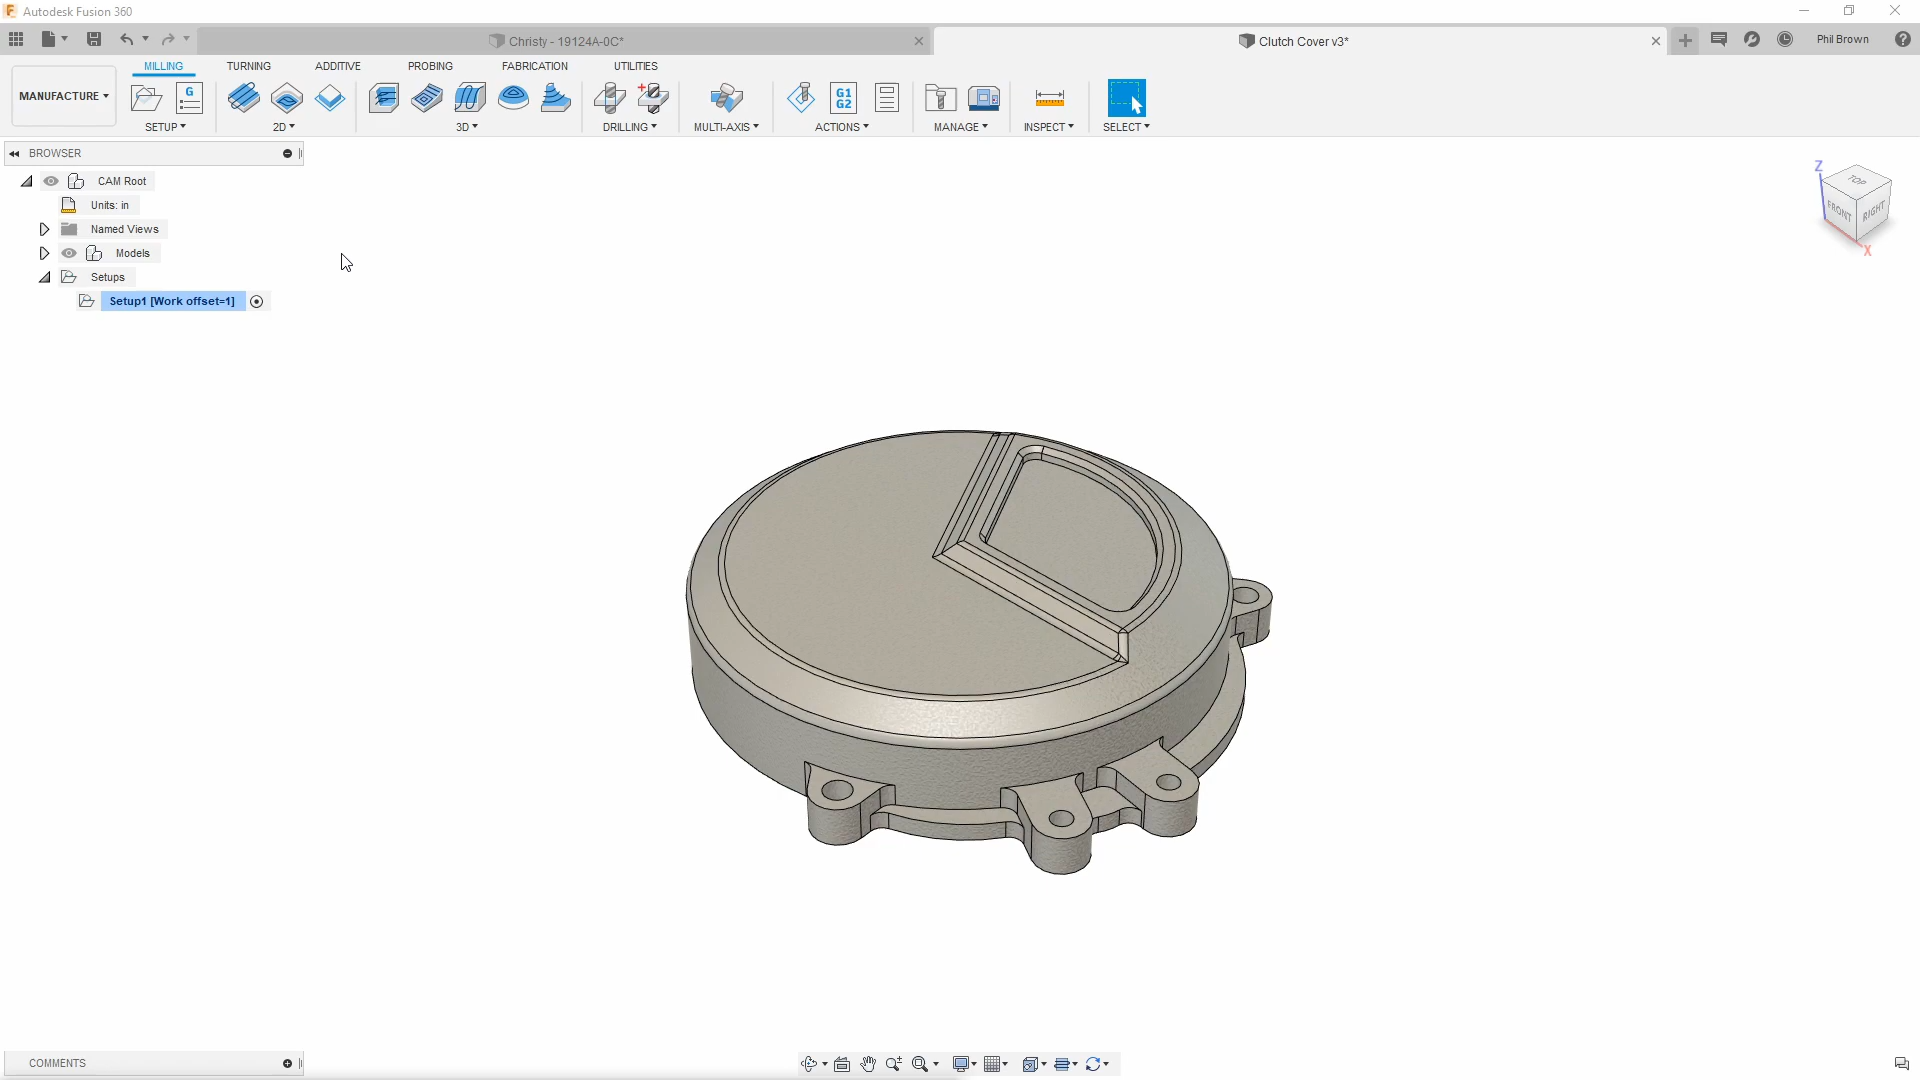 Autodesk Fusion 360
Christy - 19124A-0C*
Clutch Cover v3*
Phil Brown
MILLING
TURNING
ADDITIVE
PROBING
FABRICATION
UTILITIES
MANUFACTURE
G
G1
G2
SETUP
2D
3D
DRILLING
MULTI-AXIS
ACTIONS
MANAGE
INSPECT
SELECT
BROWSER
CAM Root
Units: in
Named Views
Models
Setups
Setup1 [Work offset=1]
Z
TOP
FRONT
RIGHT
X
COMMENTS